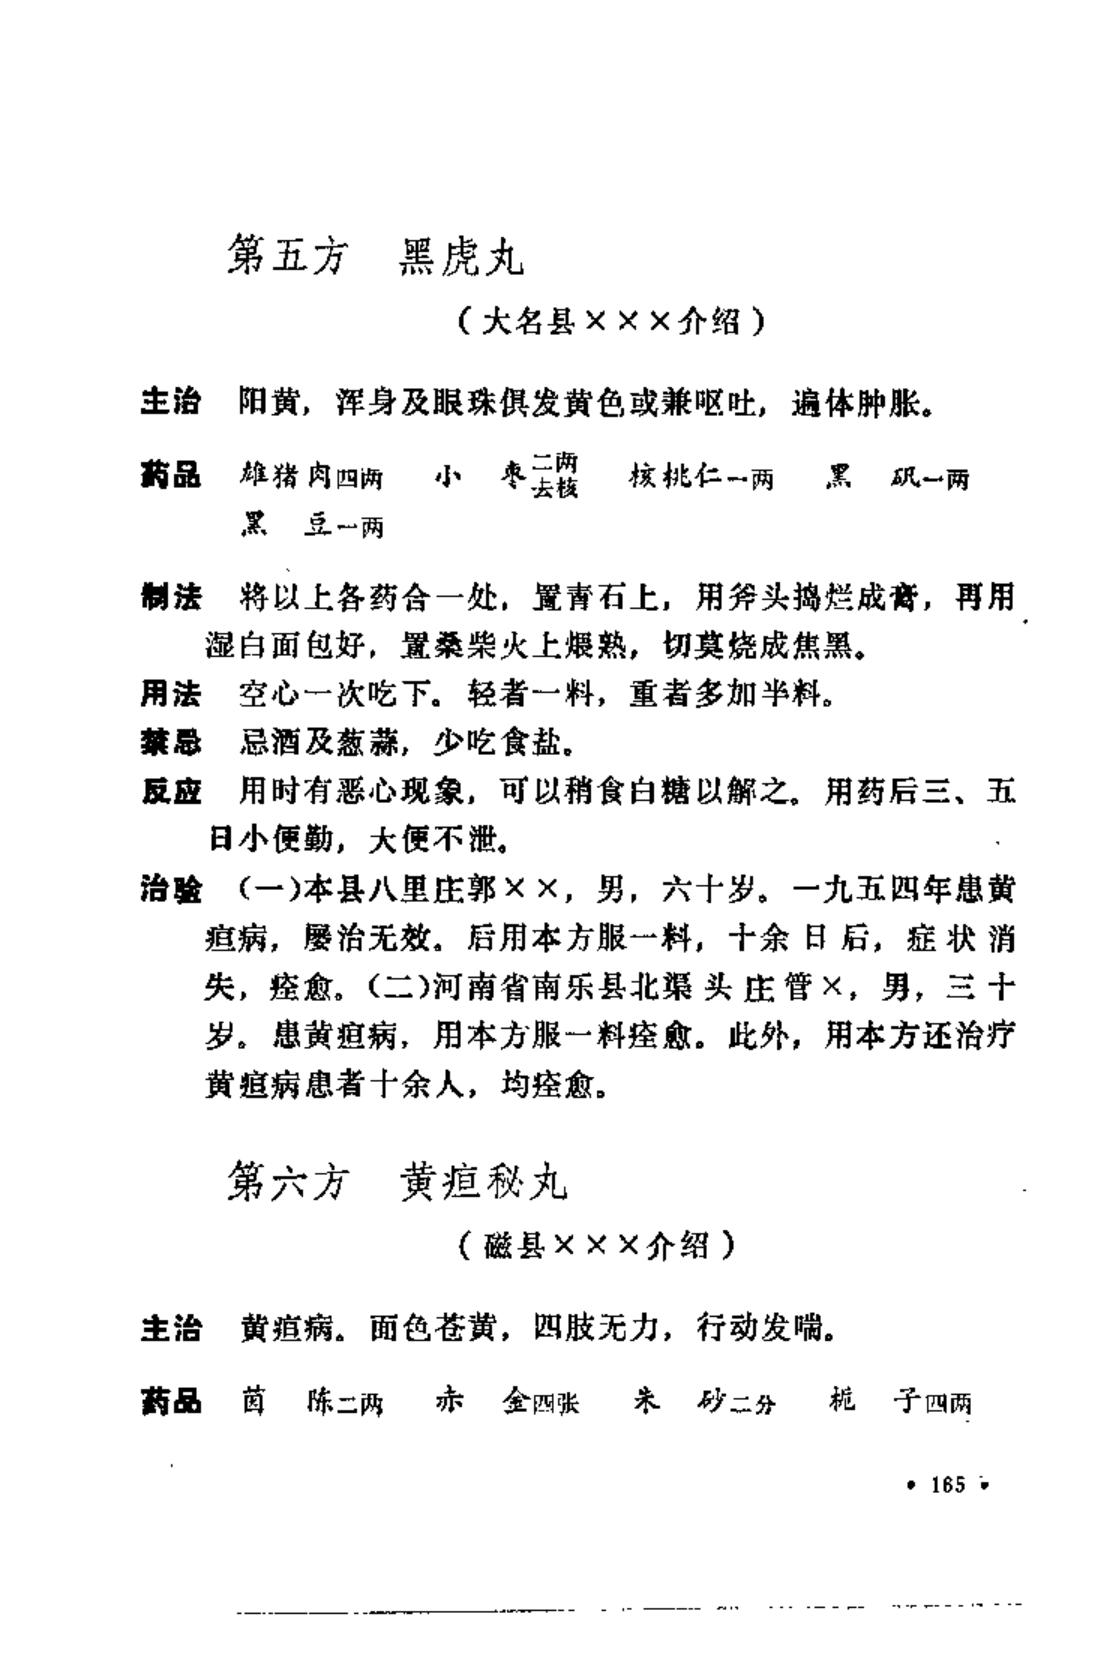 第五方　黑虎丸
（大名县×××介绍）
主治　阳黄，浑身及眼珠俱发黄色或兼呕吐，遍体肿胀。
药品　雄猪肉四两　小　枣二两去核　核桃仁一两　黑　矾一两
黑　豆一两
制法　将以上各药合一处，置青石上，用斧头捣烂成膏，再用
湿白面包好，置桑柴火上煨熟，切莫烧成焦黑。
用法　空心一次吃下。轻者一料，重者多加半料。
禁忌　忌酒及葱蒜，少吃食盐。
反应　用时有恶心现象，可以稍食白糖以解之。用药后三、五
日小便勤，大便不泄。
治验　（一）本县八里庄郭××，男，六十岁。一九五四年患黄
疸病，屡治无效。后用本方服一料，十余日后，症状消
失，痊愈。（二）河南省南乐县北渠头庄管×，男，三十
岁。患黄疸病，用本方服一料痊愈。此外，用本方还治疗
黄疸病患者十余人，均痊愈。
第六方　黄疸秘丸
（磁县×××介绍）
主治　黄疸病。面色苍黄，四肢无力，行动发喘。
药品　茵　陈二两　赤　金四张　朱　砂二分　栀　子四两
• 165 •